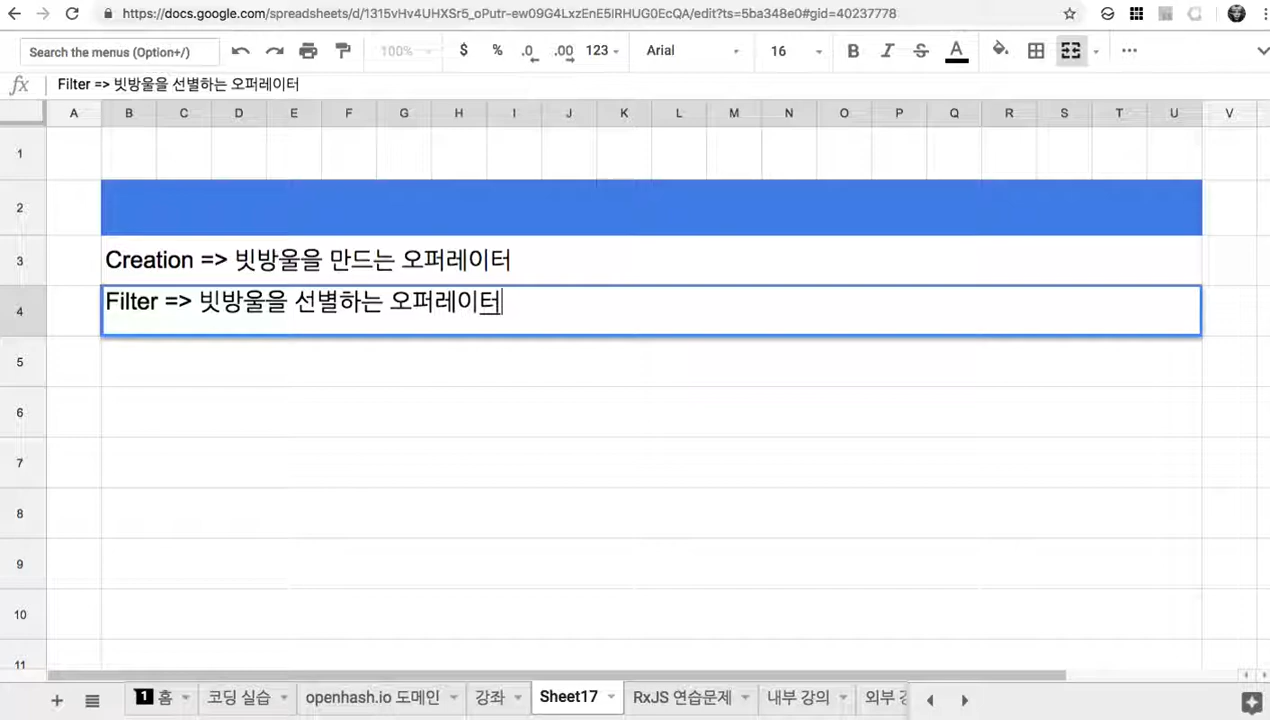 https://docs.google.com/spreadsheets/d/1315vHv4UHXSr5_oPutr-ew09G4LxzEnE5lRHUG0EcQA/edit?ts=5ba348e0#gid=40237778
Search the menus (Option+/) 100% $ % .0 .00 123 Arial 16 B I S A
fx Filter => 빗방울을 선별하는 오퍼레이터
A B C D E F G H I J K L M N O P Q R S T U V
1
2
3 Creation => 빗방울을 만드는 오퍼레이터
4 Filter => 빗방울을 선별하는 오퍼레이터
5
6
7
8
9
10
11
1 홈 코딩 실습 openhash.io 도메인 강좌 Sheet17 RxJS 연습문제 내부 강의 외부